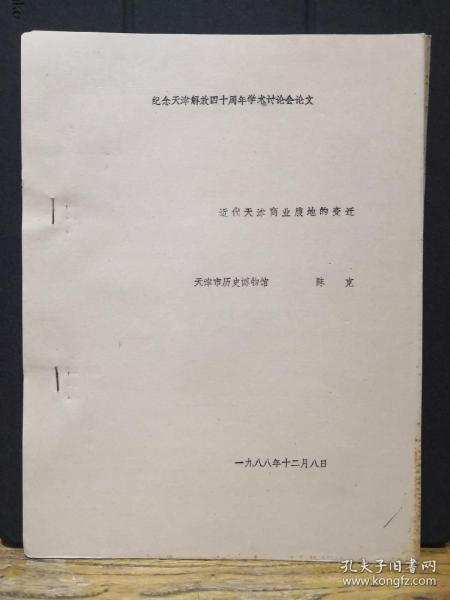 纪念天津解放四十周年学术讨论会论文
近代天津商业腹地的变迁
天津市历史博物馆 陈克
一九八八年十二月八日
孔夫子旧书网
www.kongfz.com